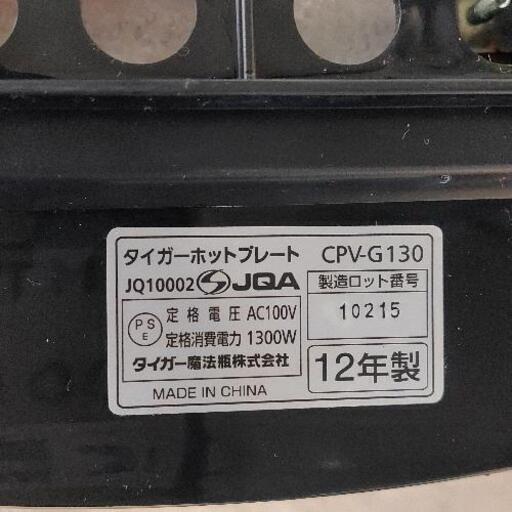 タイガーホットプレート CPV-G130
JQ10002 JQA
製造ロット番号
10215
PS
E
定格電圧 AC100V
定格消費電力 1300W
タイガー魔法瓶株式会社
12年製
MADE IN CHINA